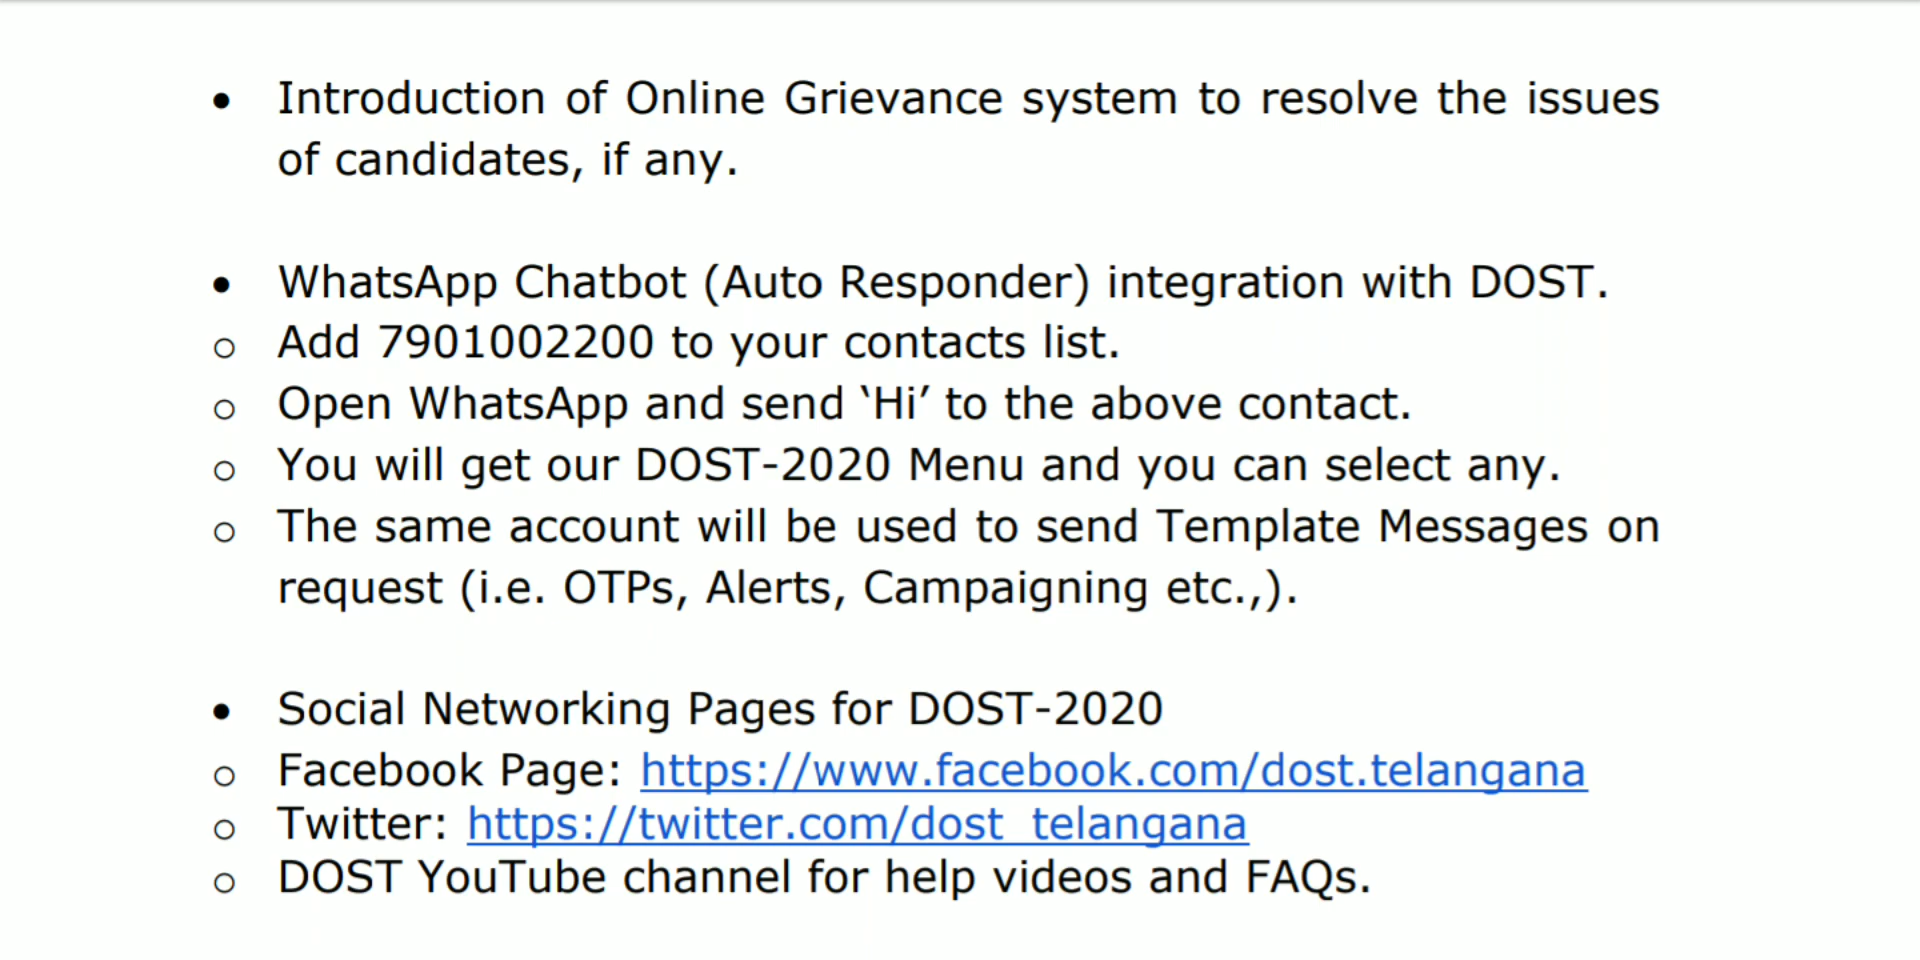 • Introduction of Online Grievance system to resolve the issues
of candidates, if any.
• WhatsApp Chatbot (Auto Responder) integration with DOST.
o Add 7901002200 to your contacts list.
o Open WhatsApp and send ‘Hi’ to the above contact.
o You will get our DOST-2020 Menu and you can select any.
o The same account will be used to send Template Messages on
request (i.e. OTPs, Alerts, Campaigning etc.,).
• Social Networking Pages for DOST-2020
o Facebook Page: https://www.facebook.com/dost.telangana
o Twitter: https://twitter.com/dost_telangana
o DOST YouTube channel for help videos and FAQs.